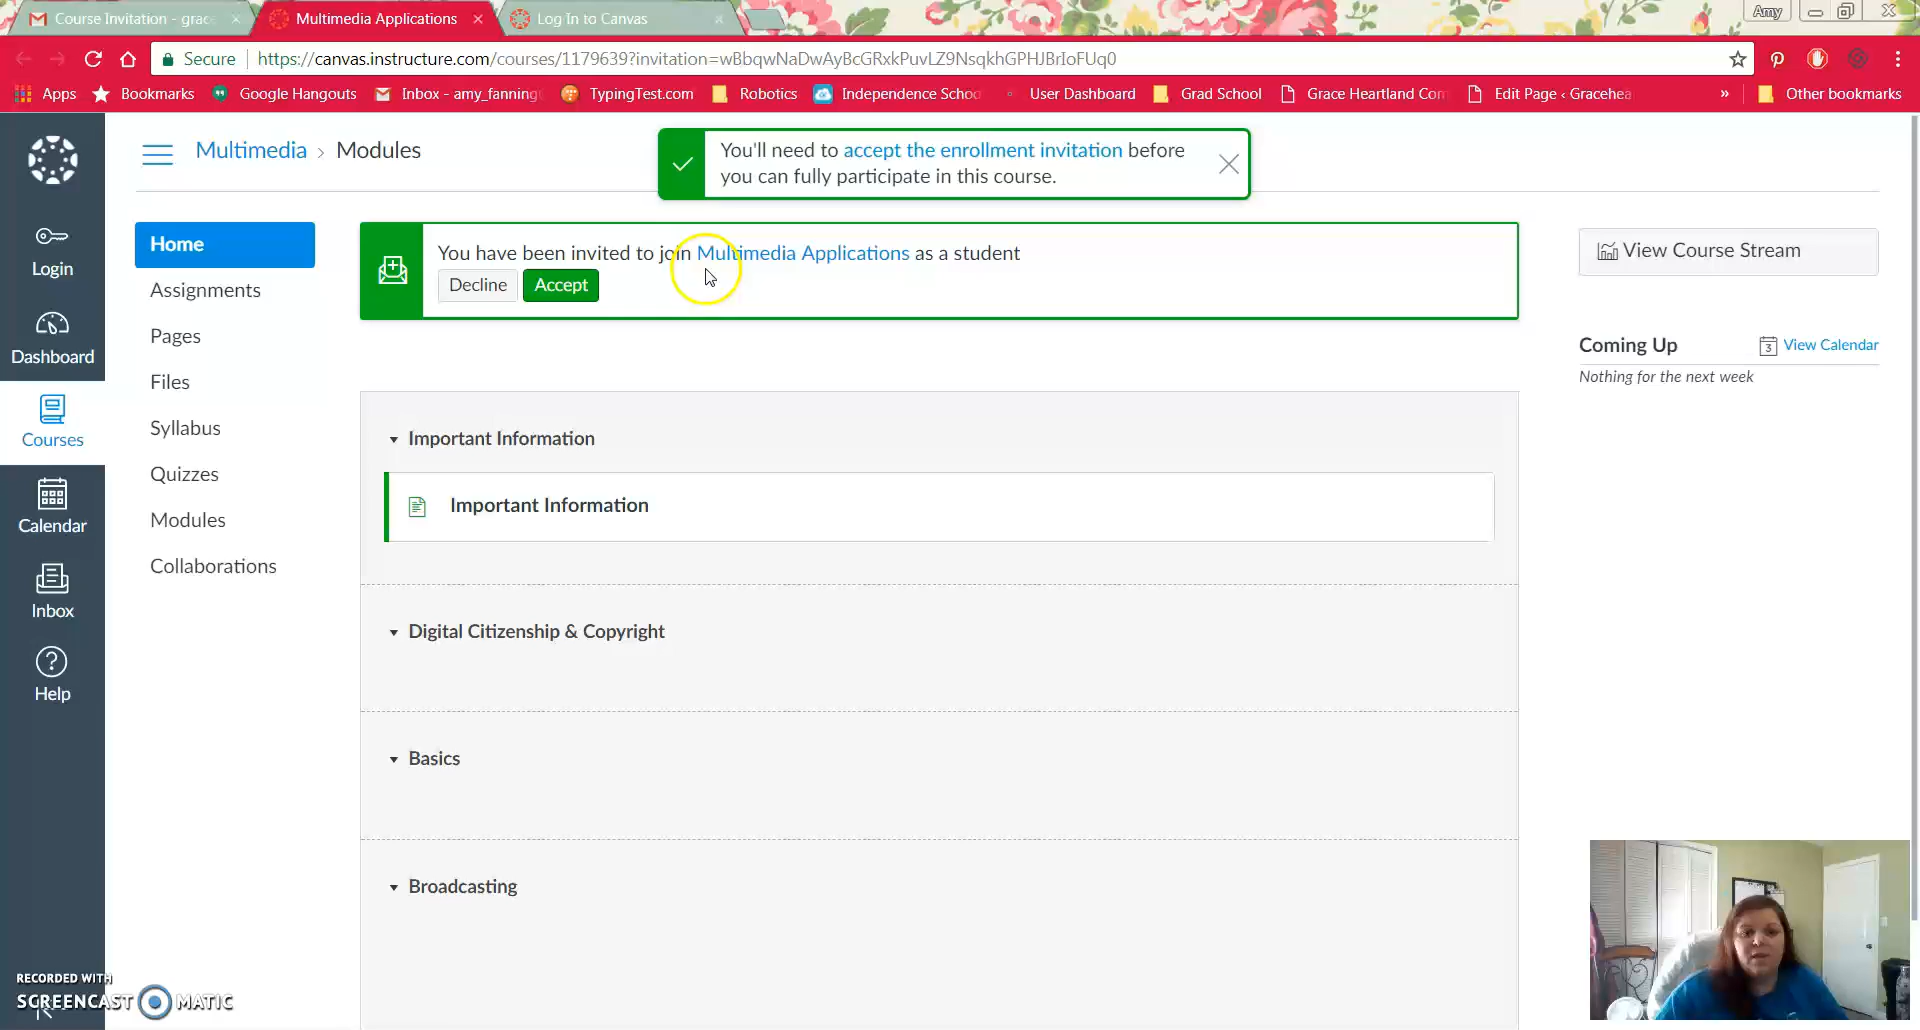 Course Invitation - grace
Multimedia Applications
Log In to Canvas
Amy
Secure
https://canvas.instructure.com/courses/1179639?invitation=wBbqwNaDwAyBcGRxkPuvLZ9NsqkhGPHJBrIoFUq0
Apps
Bookmarks
Google Hangouts
Inbox - amy_fanning
TypingTest.com
Robotics
Independence Schoo
User Dashboard
Grad School
Grace Heartland Com
Edit Page ‹ Gracehea
»
Other bookmarks
Multimedia › Modules
You'll need to accept the enrollment invitation before
you can fully participate in this course.
Login
Dashboard
Courses
Calendar
Inbox
Help
Home
Assignments
Pages
Files
Syllabus
Quizzes
Modules
Collaborations
You have been invited to join Multimedia Applications as a student
Decline
Accept
Important Information
Important Information
Digital Citizenship & Copyright
Basics
Broadcasting
View Course Stream
Coming Up
3
View Calendar
Nothing for the next week
RECORDED WITH
SCREENCAST MATIC